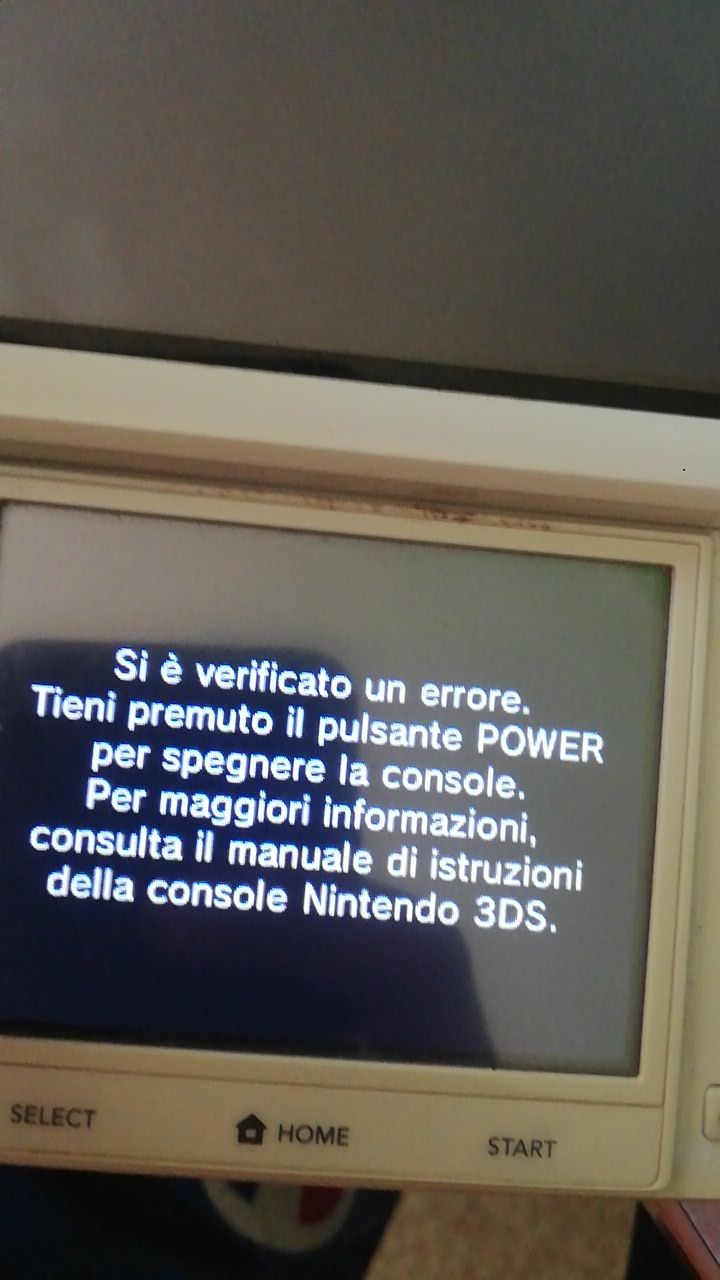 Si è verificato un errore.
Tieni premuto il pulsante POWER
per spegnere la console.
Per maggiori informazioni,
consulta il manuale di istruzioni
della console Nintendo 3DS.
SELECT
HOME
START